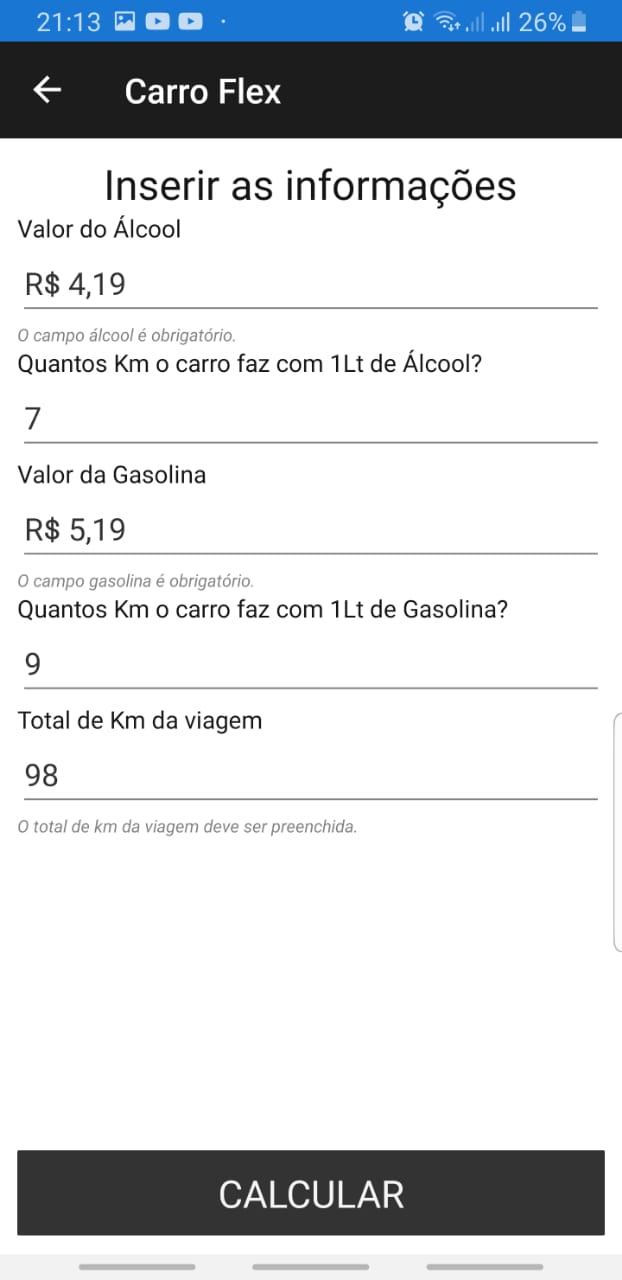 21:13 26%
Carro Flex
Inserir as informações
Valor do Álcool
R$ 4,19
O campo álcool é obrigatório.
Quantos Km o carro faz com 1Lt de Álcool?
7
Valor da Gasolina
R$ 5,19
O campo gasolina é obrigatório.
Quantos Km o carro faz com 1Lt de Gasolina?
9
Total de Km da viagem
98
O total de km da viagem deve ser preenchida.
CALCULAR